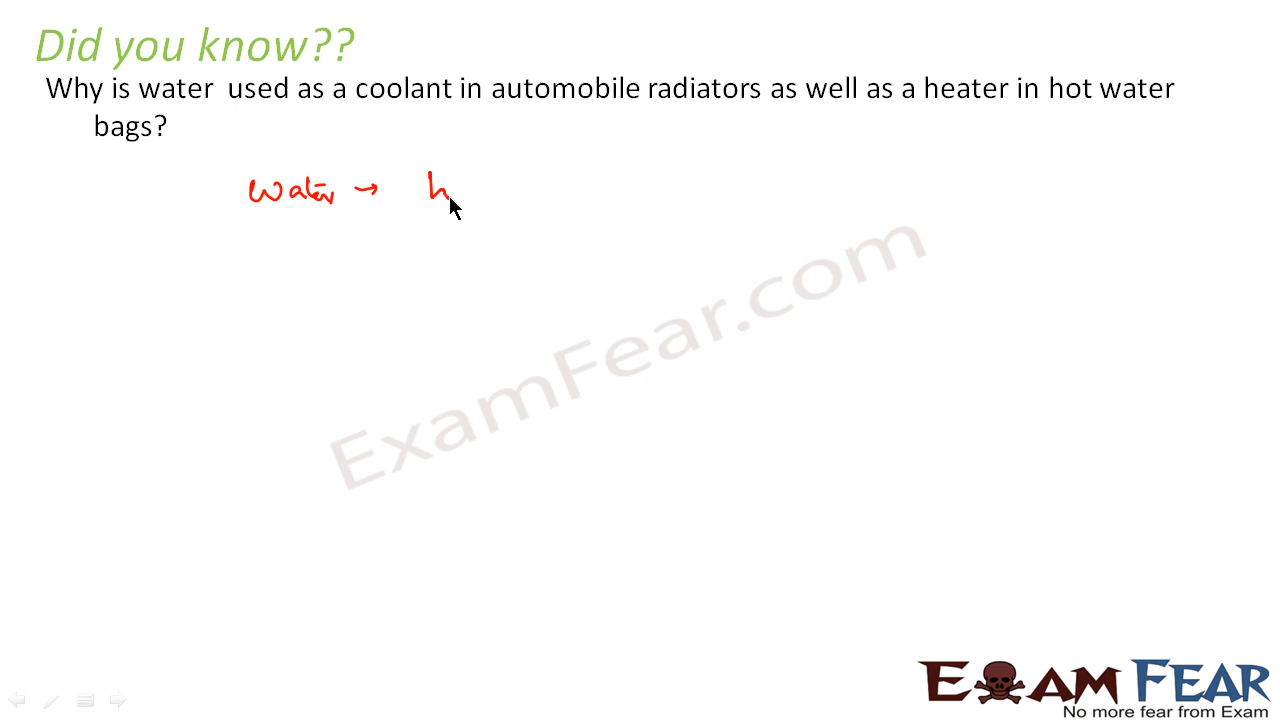 Did you know??
Why is water used as a coolant in automobile radiators as well as a heater in hot water
bags?
Water → h
ExamFear.com
EXAM FEAR
No more fear from Exam